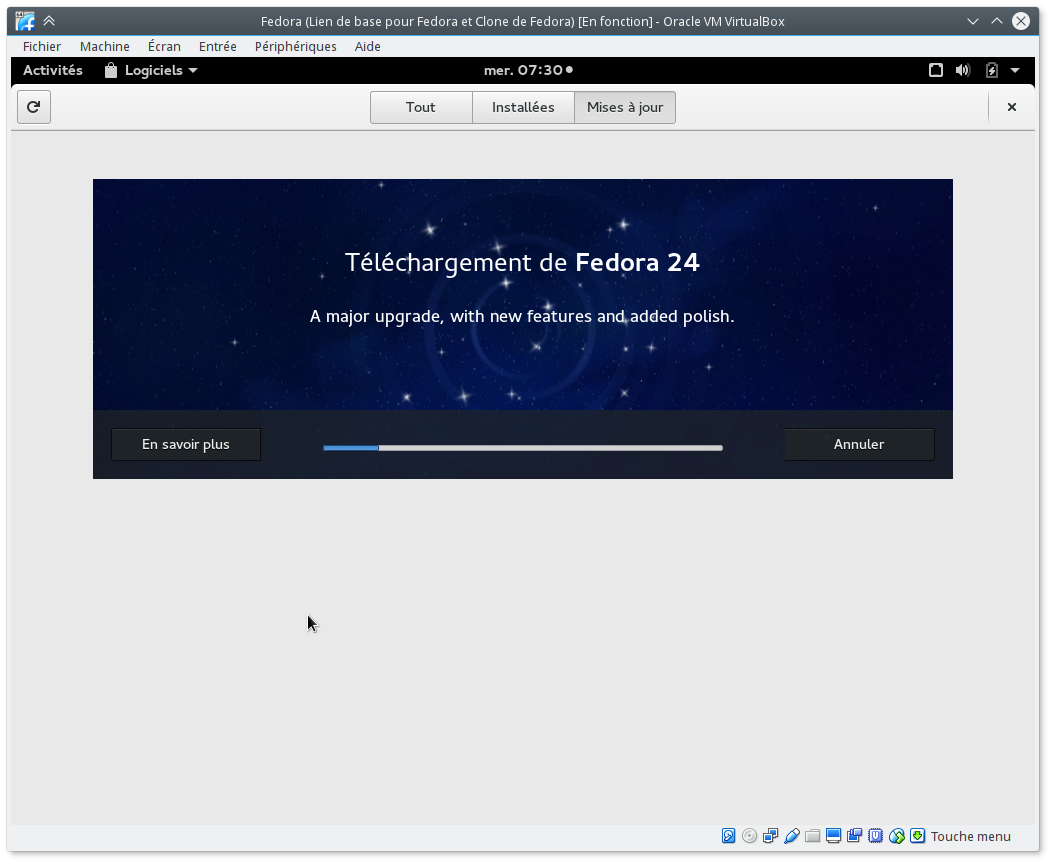 Fedora (Lien de base pour Fedora et Clone de Fedora) [En fonction] - Oracle VM VirtualBox
Fichier Machine Écran Entrée Périphériques Aide
Activités Logiciels mer. 07:30
Tout Installées Mises à jour
Téléchargement de Fedora 24
A major upgrade, with new features and added polish.
En savoir plus Annuler
Touche menu